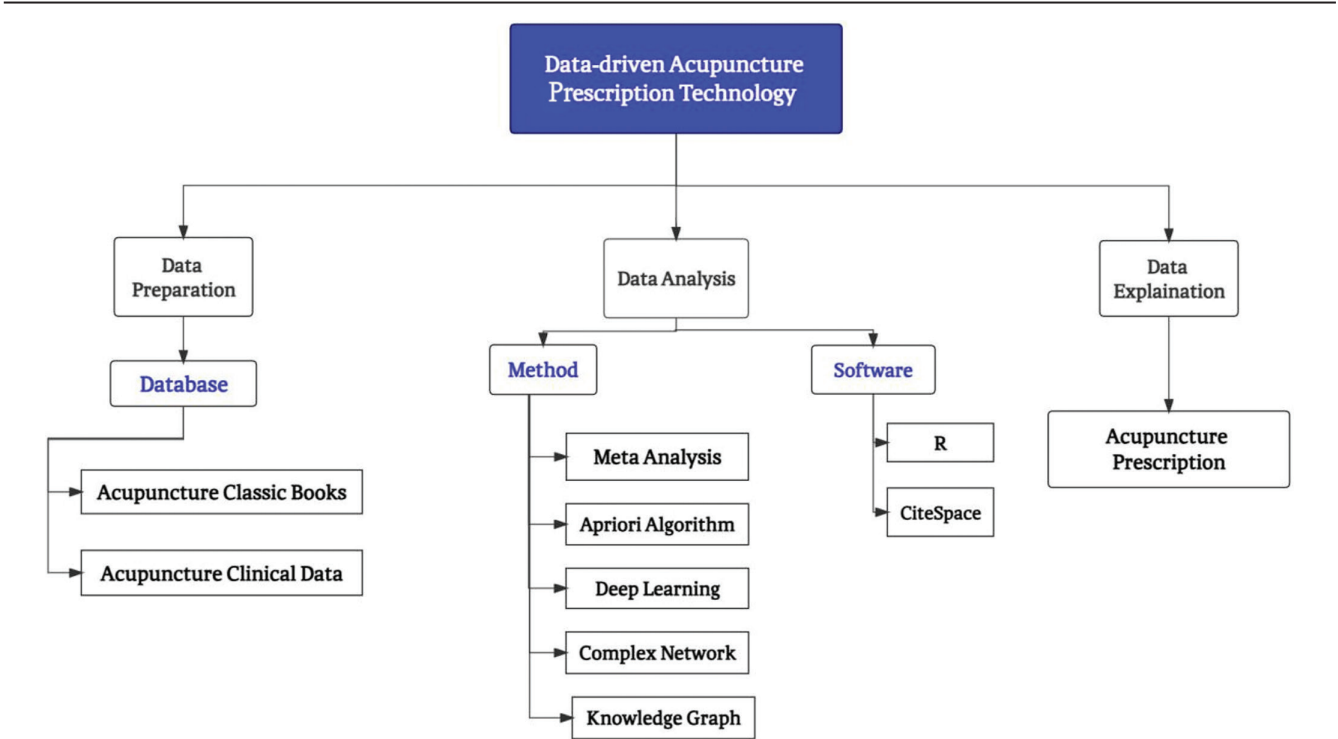 Data-driven Acupuncture
Prescription Technology
Data
Preparation
Data Analysis
Data
Explaination
Database
Method
Software
Acupuncture Classic Books
Acupuncture Clinical Data
Meta Analysis
Apriori Algorithm
Deep Learning
Complex Network
Knowledge Graph
R
CiteSpace
Acupuncture
Prescription